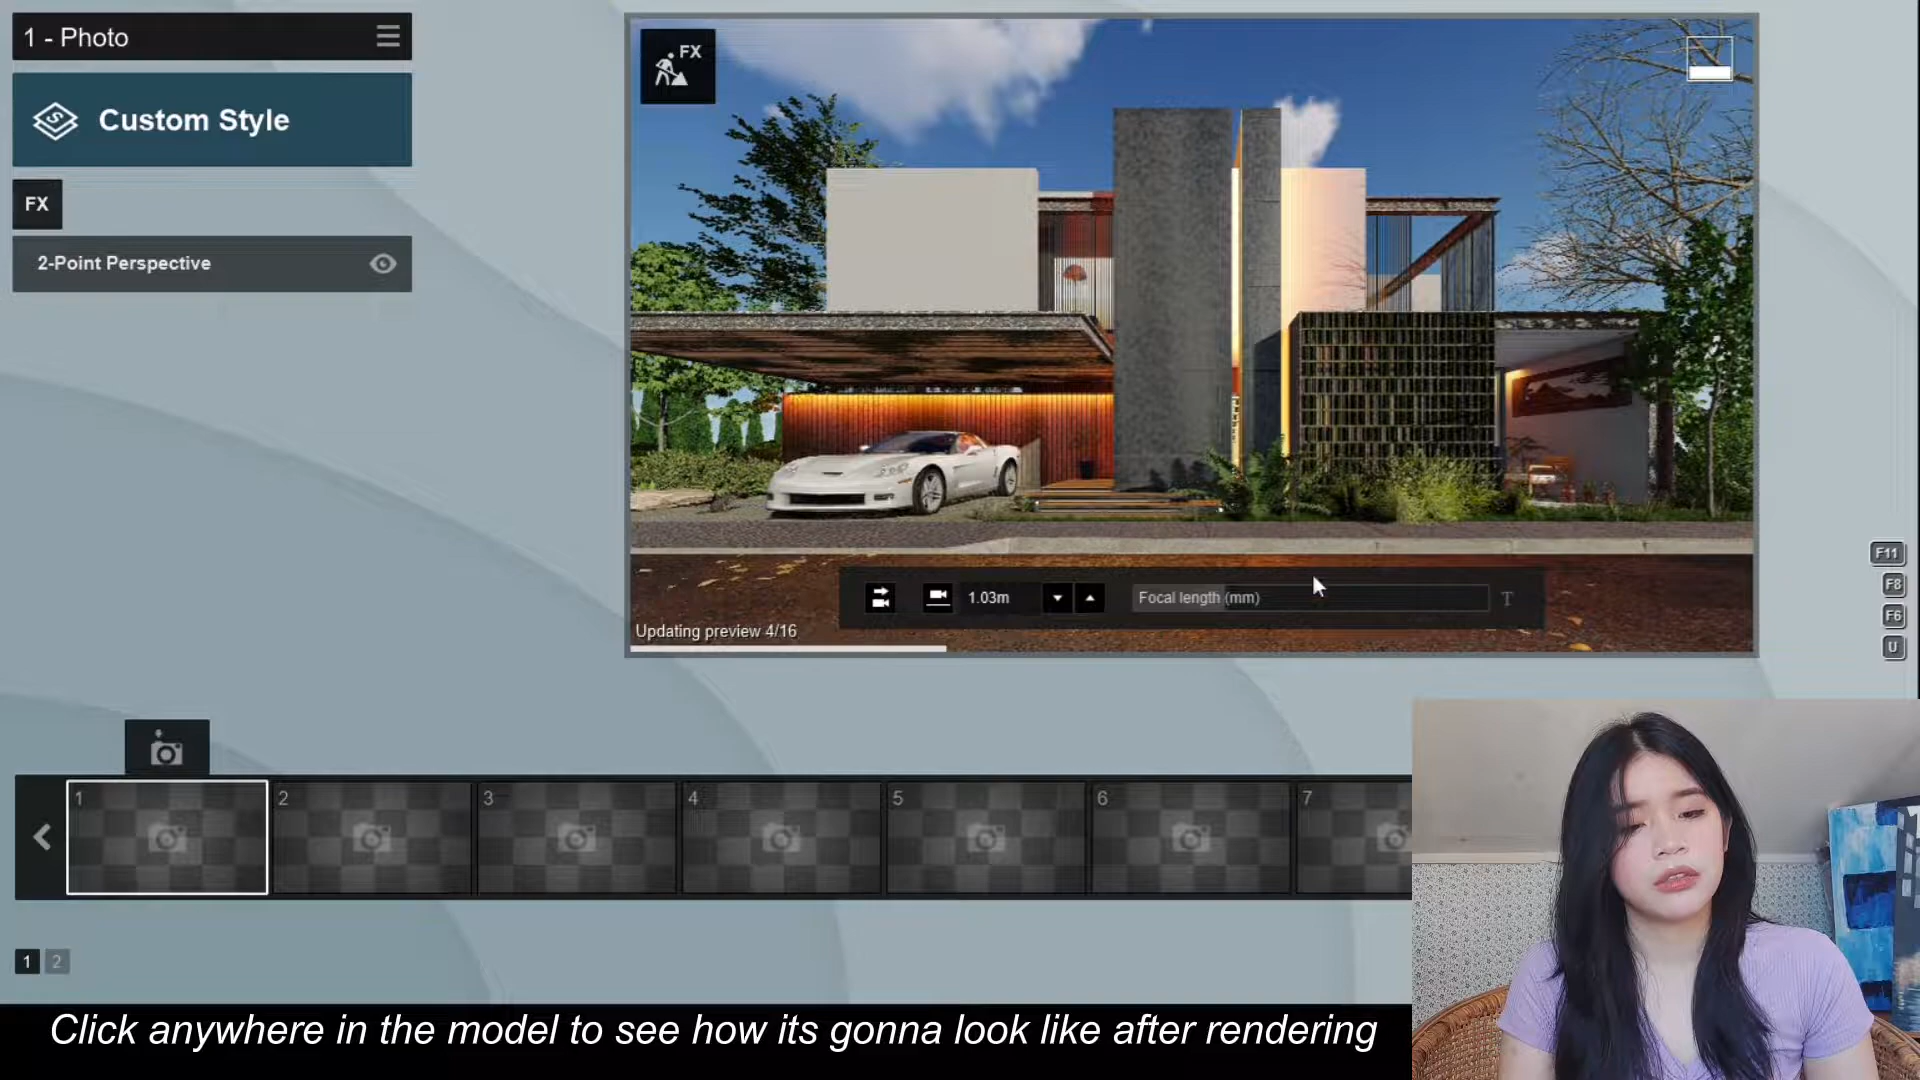 1 - Photo
FX
Custom Style
FX
2-Point Perspective
1.03m
Focal length (mm)
T
Updating preview 4/16
F11
F8
F6
U
1
2
3
4
5
6
7
1
2
Click anywhere in the model to see how its gonna look like after rendering